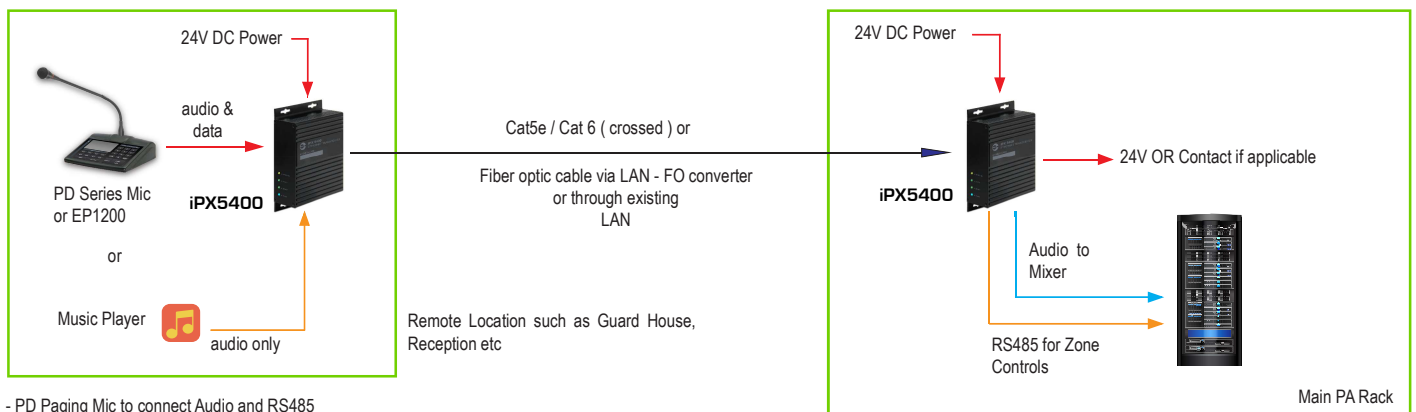 24V DC Power
audio &
data
PD Series Mic
or EP1200
iPX5400
or
Music Player
audio only
Cat5e / Cat 6 ( crossed ) or
Fiber optic cable via LAN - FO converter
or through existing
LAN
Remote Location such as Guard House,
Reception etc
24V DC Power
iPX5400
24V OR Contact if applicable
Audio to
Mixer
RS485 for Zone
Controls
Main PA Rack
- PD Paging Mic to connect Audio and RS485